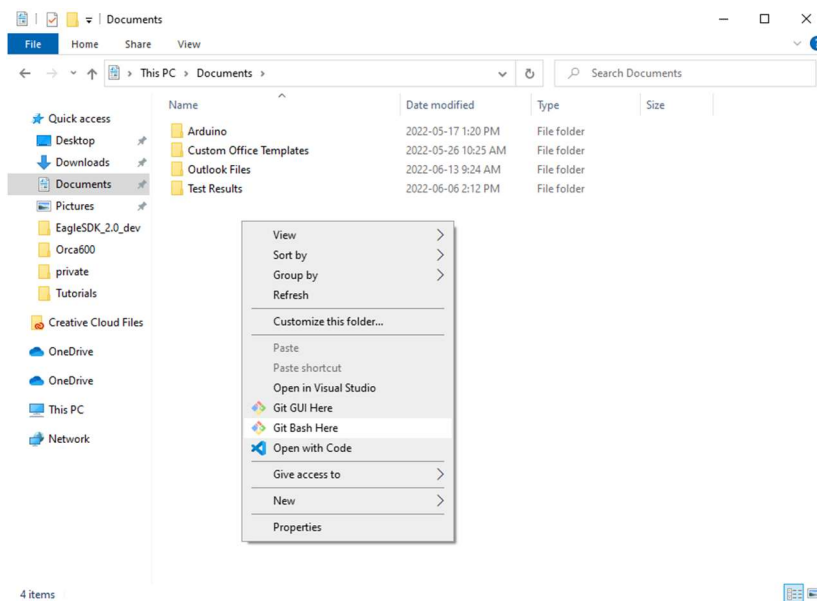 Documents
File Home Share View
This PC > Documents >
Search Documents
Name Date modified Type Size
Quick access
Desktop
Downloads
Documents
Pictures
EagleSDK_2.0_dev
Orca600
private
Tutorials
Creative Cloud Files
OneDrive
OneDrive
This PC
Network
Arduino 2022-05-17 1:20 PM File folder
Custom Office Templates 2022-05-26 10:25 AM File folder
Outlook Files 2022-06-13 9:24 AM File folder
Test Results 2022-06-06 2:12 PM File folder
View
Sort by
Group by
Refresh
Customize this folder...
Paste
Paste shortcut
Open in Visual Studio
Git GUI Here
Git Bash Here
Open with Code
Give access to
New
Properties
4 items